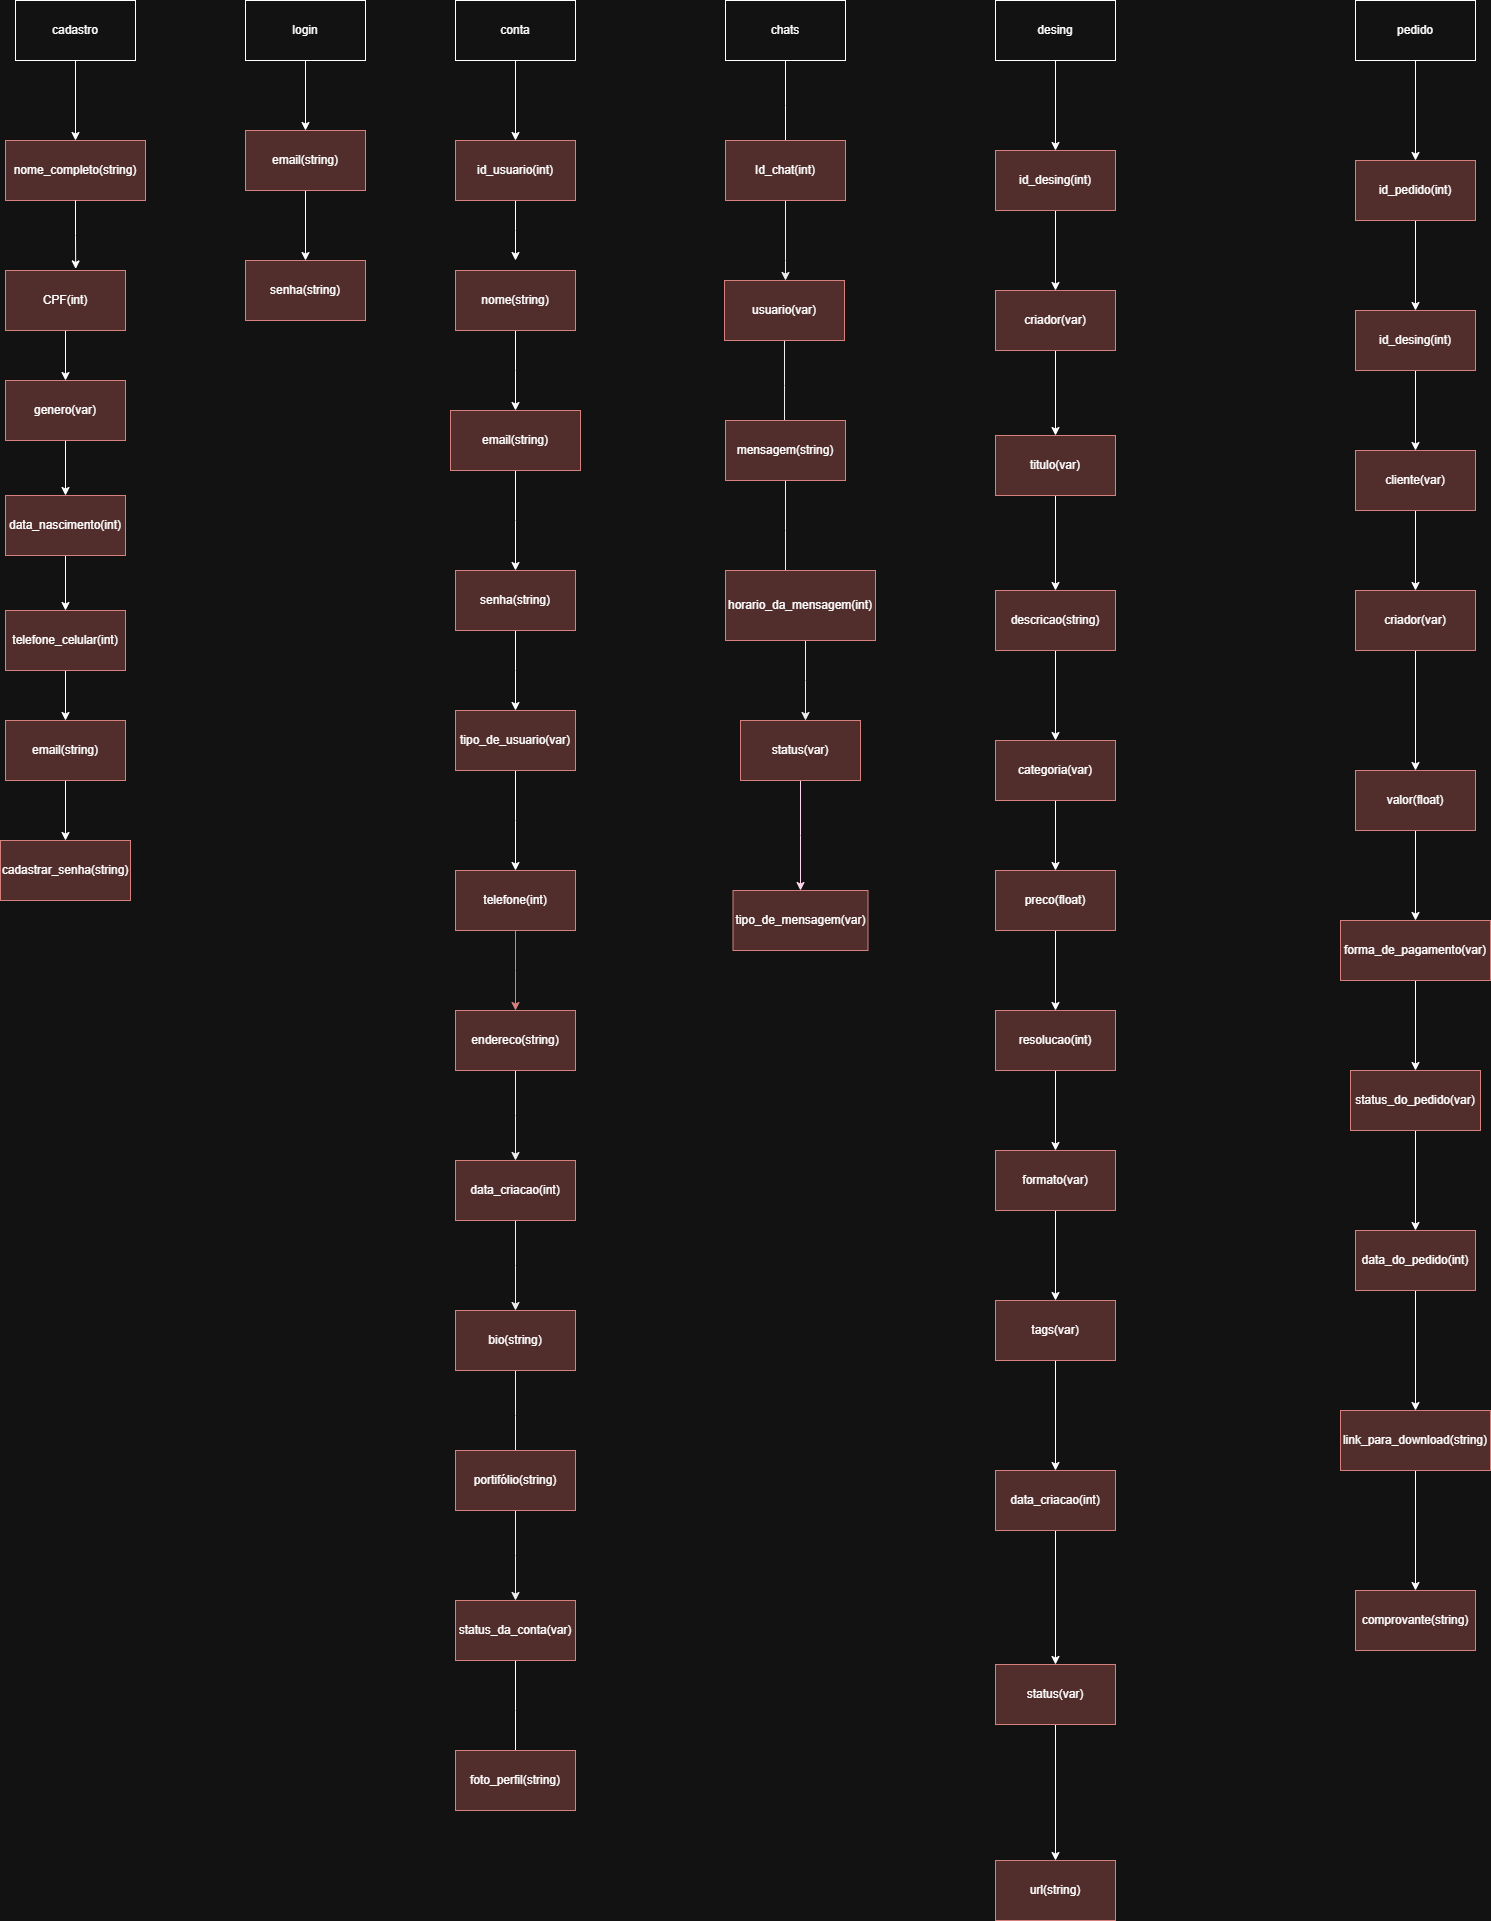 cadastro
nome_completo(string)
CPF(int)
genero(var)
data_nascimento(int)
telefone_celular(int)
email(string)
cadastrar_senha(string)
login
email(string)
senha(string)
conta
id_usuario(int)
nome(string)
email(string)
senha(string)
tipo_de_usuario(var)
telefone(int)
endereco(string)
data_criacao(int)
bio(string)
portifólio(string)
status_da_conta(var)
foto_perfil(string)
chats
Id_chat(int)
usuario(var)
mensagem(string)
horario_da_mensagem(int)
status(var)
tipo_de_mensagem(var)
desing
id_desing(int)
criador(var)
titulo(var)
descricao(string)
categoria(var)
preco(float)
resolucao(int)
formato(var)
tags(var)
data_criacao(int)
status(var)
url(string)
pedido
id_pedido(int)
id_desing(int)
cliente(var)
criador(var)
valor(float)
forma_de_pagamento(var)
status_do_pedido(var)
data_do_pedido(int)
link_para_download(string)
comprovante(string)